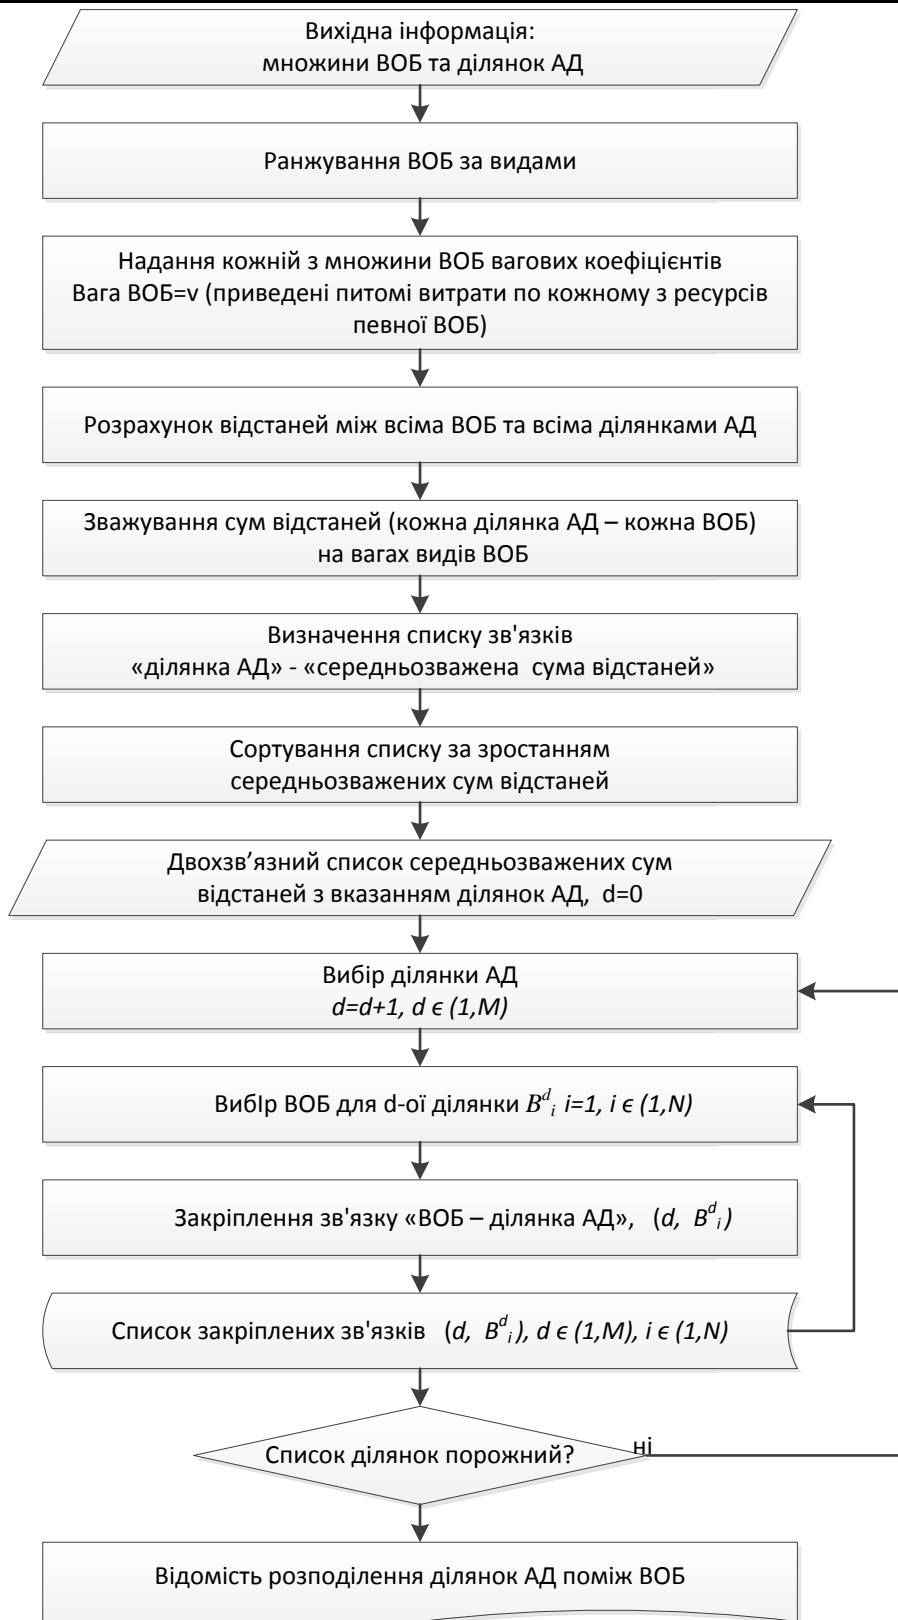 Вихідна інформація:
множини ВОБ та ділянок АД
Ранжування ВОБ за видами
Надання кожній з множини ВОБ вагових коефіцієнтів
Вага ВОБ=v (приведені питомі витрати по кожному з ресурсів
певної ВОБ)
Розрахунок відстаней між всіма ВОБ та всіма ділянками АД
Зважування сум відстаней (кожна ділянка АД – кожна ВОБ)
на вагах видів ВОБ
Визначення списку зв'язків
«ділянка АД» - «середньозважена сума відстаней»
Сортування списку за зростанням
середньозважених сум відстаней
Двохзв’язний список середньозважених сум
відстаней з вказанням ділянок АД, d=0
Вибір ділянки АД
d=d+1, d є (1,M)
ВибІр ВОБ для d-ої ділянки B^d_i i=1, i є (1,N)
Закріплення зв'язку «ВОБ – ділянка АД», (d, B^d_i)
Список закріплених зв'язків (d, B^d_i), d є (1,M), i є (1,N)
Список ділянок порожний?
ні
Відомість розподілення ділянок АД поміж ВОБ